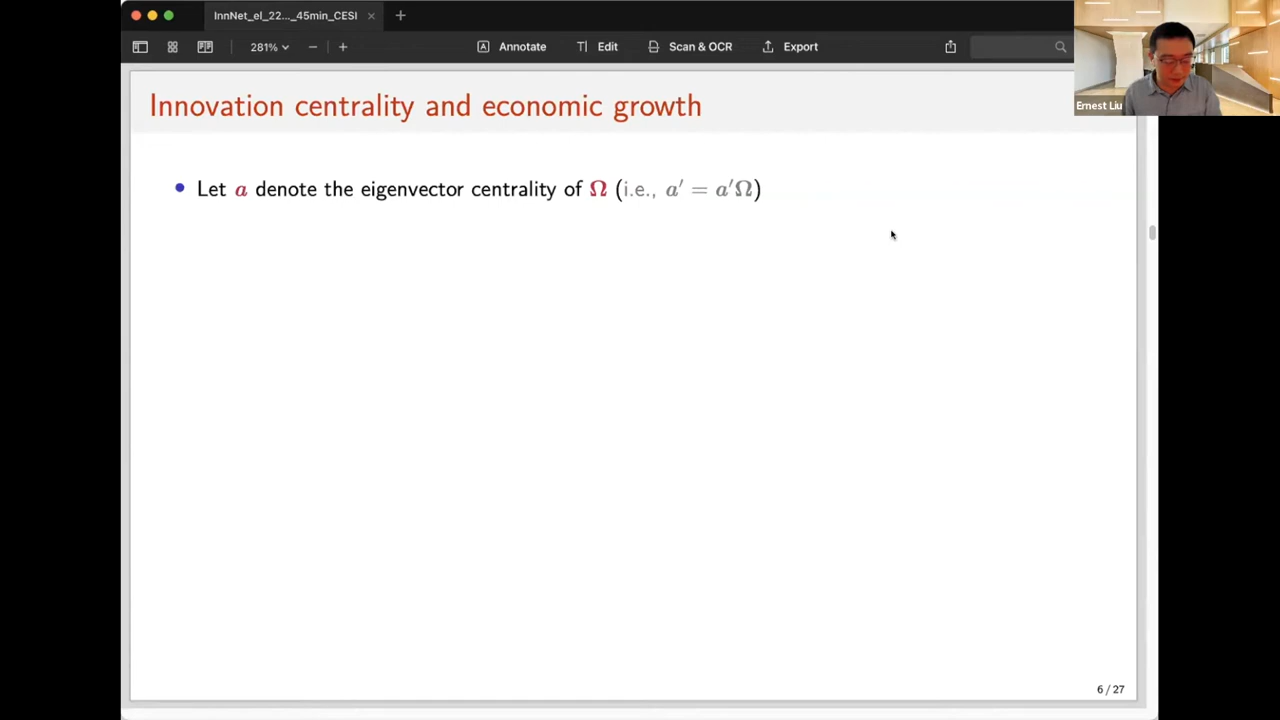 InnNet_el_22..._45min_CESI
281%
Annotate
Edit
Scan & OCR
Export
Ernest Liu
Innovation centrality and economic growth
Let a denote the eigenvector centrality of Ω (i.e., a′ = a′Ω)
6 / 27